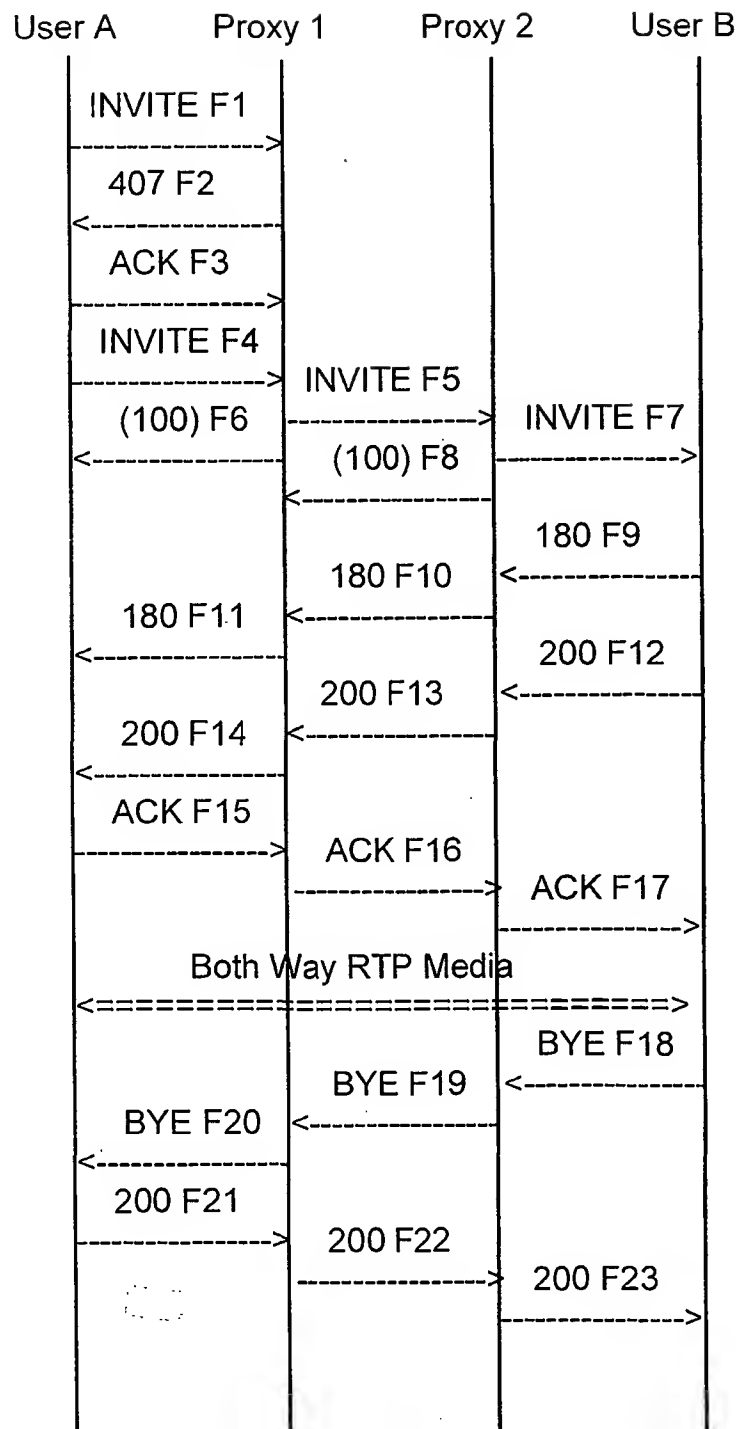 User A Proxy 1 Proxy 2 User B
INVITE F1
407 F2
ACK F3
INVITE F4
INVITE F5
(100) F6
INVITE F7
(100) F8
180 F9
180 F10
180 F11
200 F12
200 F13
200 F14
ACK F15
ACK F16
ACK F17
Both Way RTP Media
BYE F18
BYE F19
BYE F20
200 F21
200 F22
200 F23